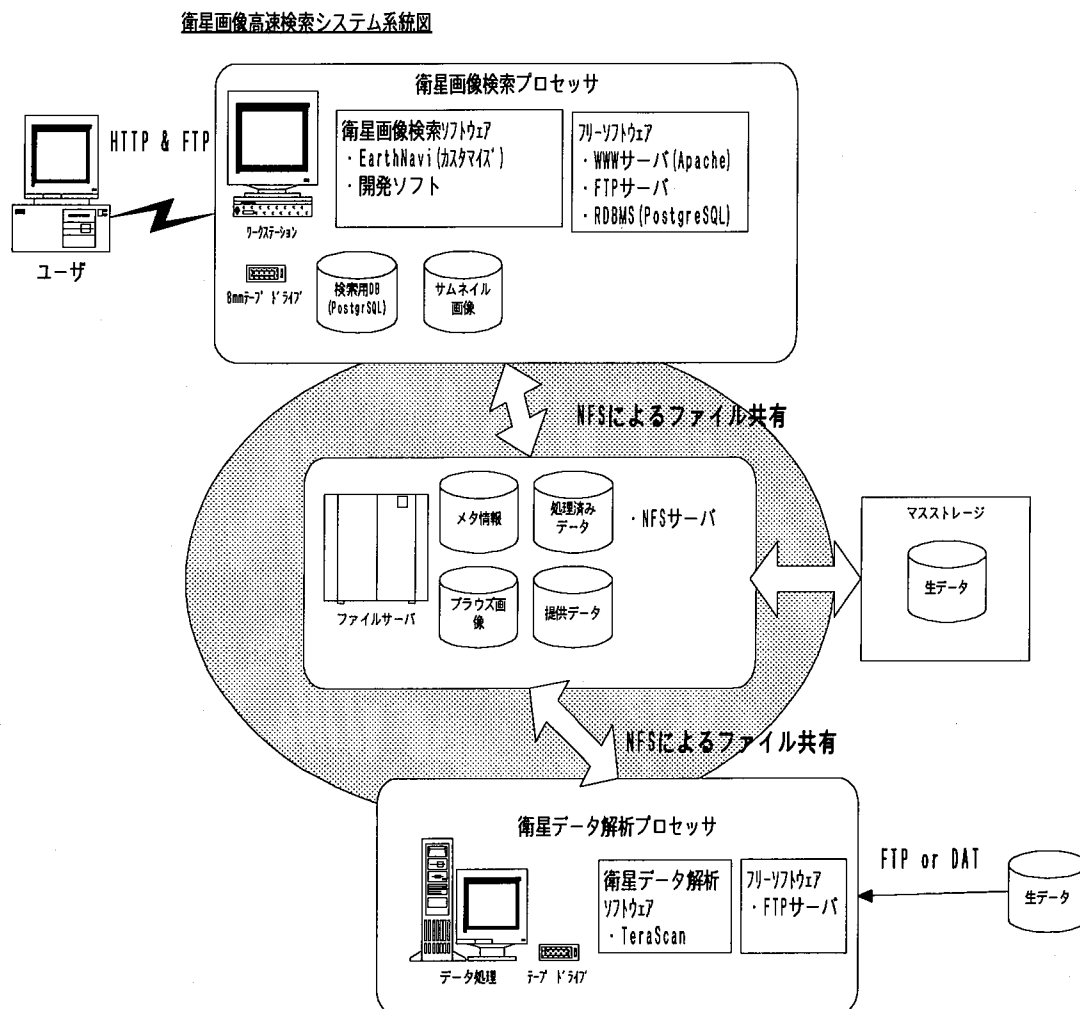 衛星画像高速検索システム系統図
衛星画像検索プロセッサ
HTTP & FTP
ユーザ
ワークステーション
衛星画像検索ソフトウェア
・EarthNavi(カスタマイズ)
・開発ソフト
フリーソフトウェア
・WWWサーバ(Apache)
・FTPサーバ
・RDBMS(PostgreSQL)
8mmテープ ドライブ
検索用DB
(PostgrSQL)
サムネイル
画像
NFSによるファイル共有
ファイルサーバ
メタ情報
処理済み
データ
・NFSサーバ
ブラウズ画
像
提供データ
マスストレージ
生データ
NFSによるファイル共有
衛星データ解析プロセッサ
データ処理
テープ ドライブ
衛星データ解析
ソフトウェア
・TeraScan
フリーソフトウェア
・FTPサーバ
FTP or DAT
生データ